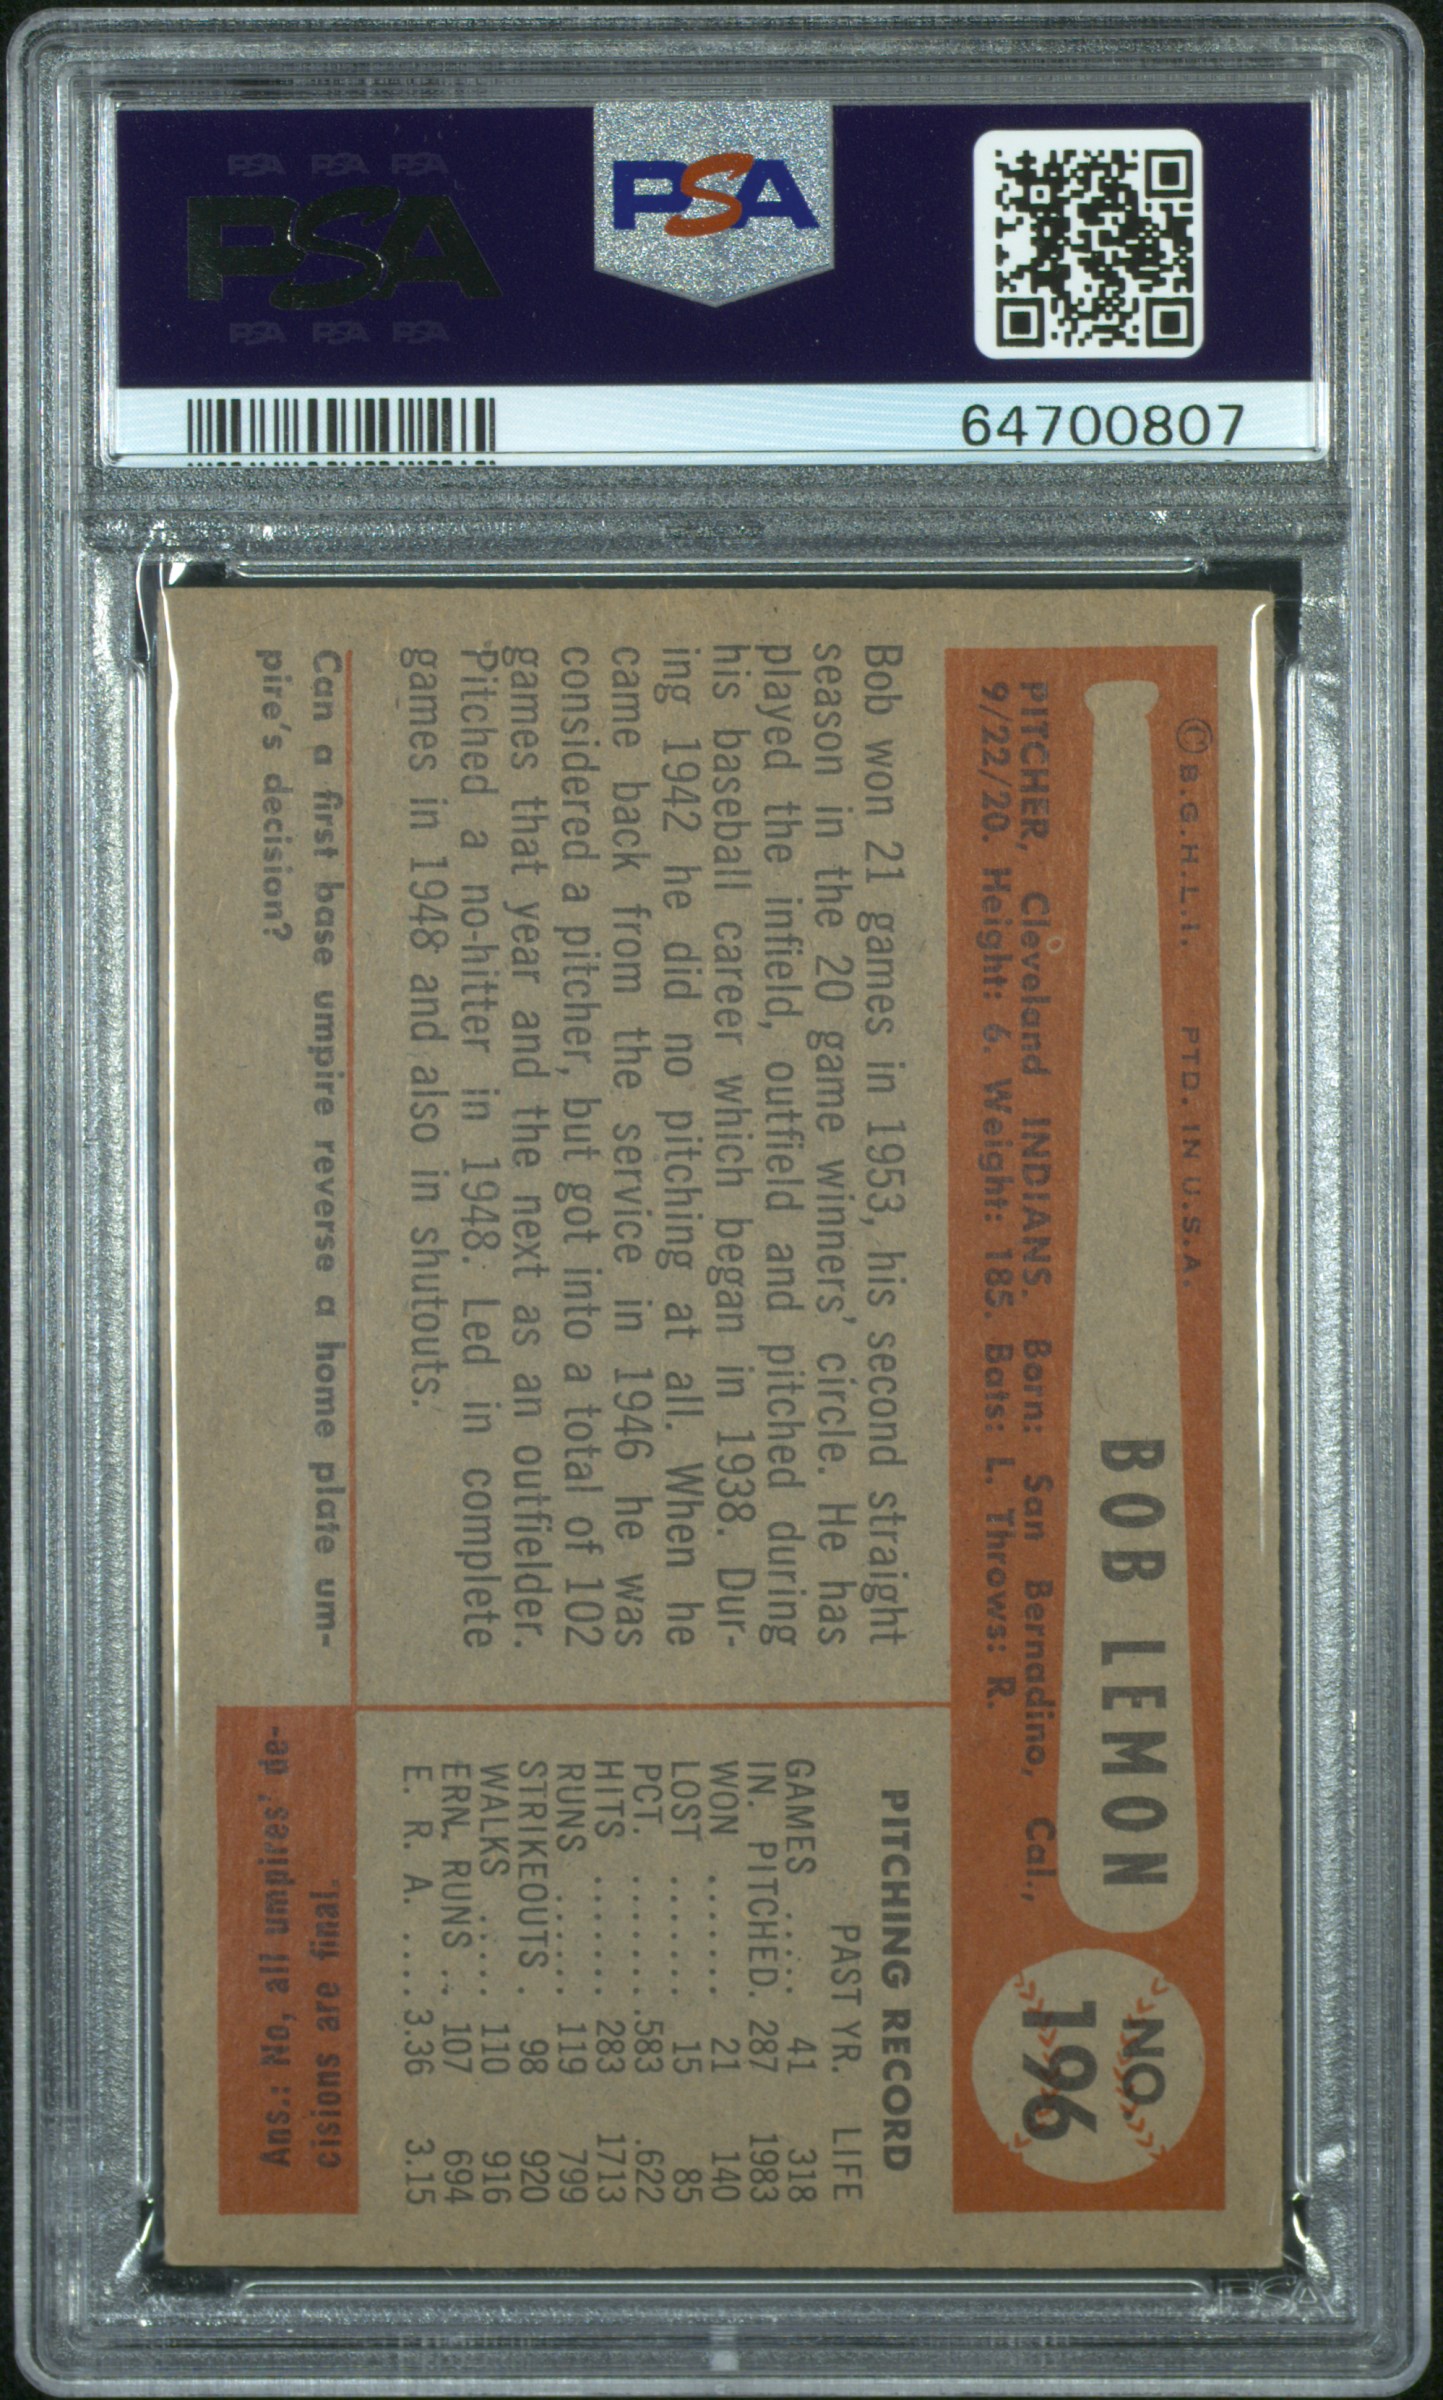 PSA PSA PSA
PSA
PSA PSA PSA
PSA
64700807
© B.G.H.L.I. PTD. IN U.S.A.
BOB LEMON
NO.
196
PITCHER, Cleveland INDIANS. Born: San Bernadino, Cal.,
9/22/20. Height: 6. Weight: 185. Bats: L. Throws: R.
Bob won 21 games in 1953, his second straight
season in the 20 game winners' circle. He has
played the infield, outfield and pitched during
his baseball career which began in 1938. Dur-
ing 1942 he did no pitching at all. When he
came back from the service in 1946 he was
considered a pitcher, but got into a total of 102
games that year and the next as an outfielder.
Pitched a no-hitter in 1948. Led in complete
games in 1948 and also in shutouts.
PITCHING RECORD
PAST YR. LIFE
GAMES ..... 41 318
IN. PITCHED. 287 1983
WON ...... 21 140
LOST ...... 15 85
PCT. ....... .583 .622
HITS ...... 283 1713
RUNS ..... 119 799
STRIKEOUTS . 98 920
WALKS .... 110 916
ERN. RUNS .. 107 694
E. R. A. .... 3.36 3.15
Can a first base umpire reverse a home plate um-
pire's decision?
Ans.: No, all umpires' de-
cisions are final.
PSA